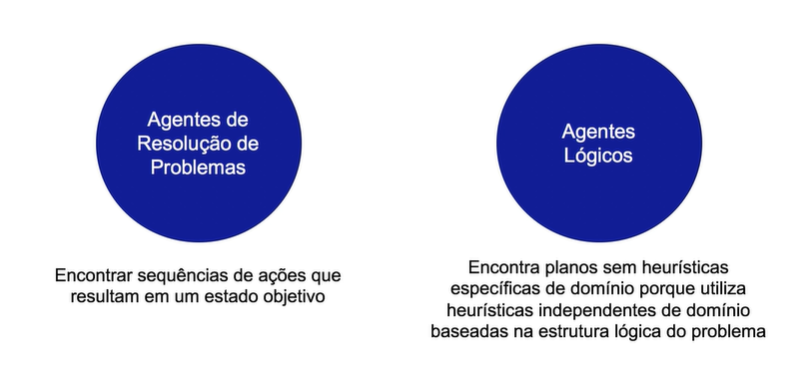 Agentes de
Resolução de
Problemas
Encontrar sequências de ações que
resultam em um estado objetivo
Agentes
Lógicos
Encontra planos sem heurísticas
específicas de domínio porque utiliza
heurísticas independentes de domínio
baseadas na estrutura lógica do problema